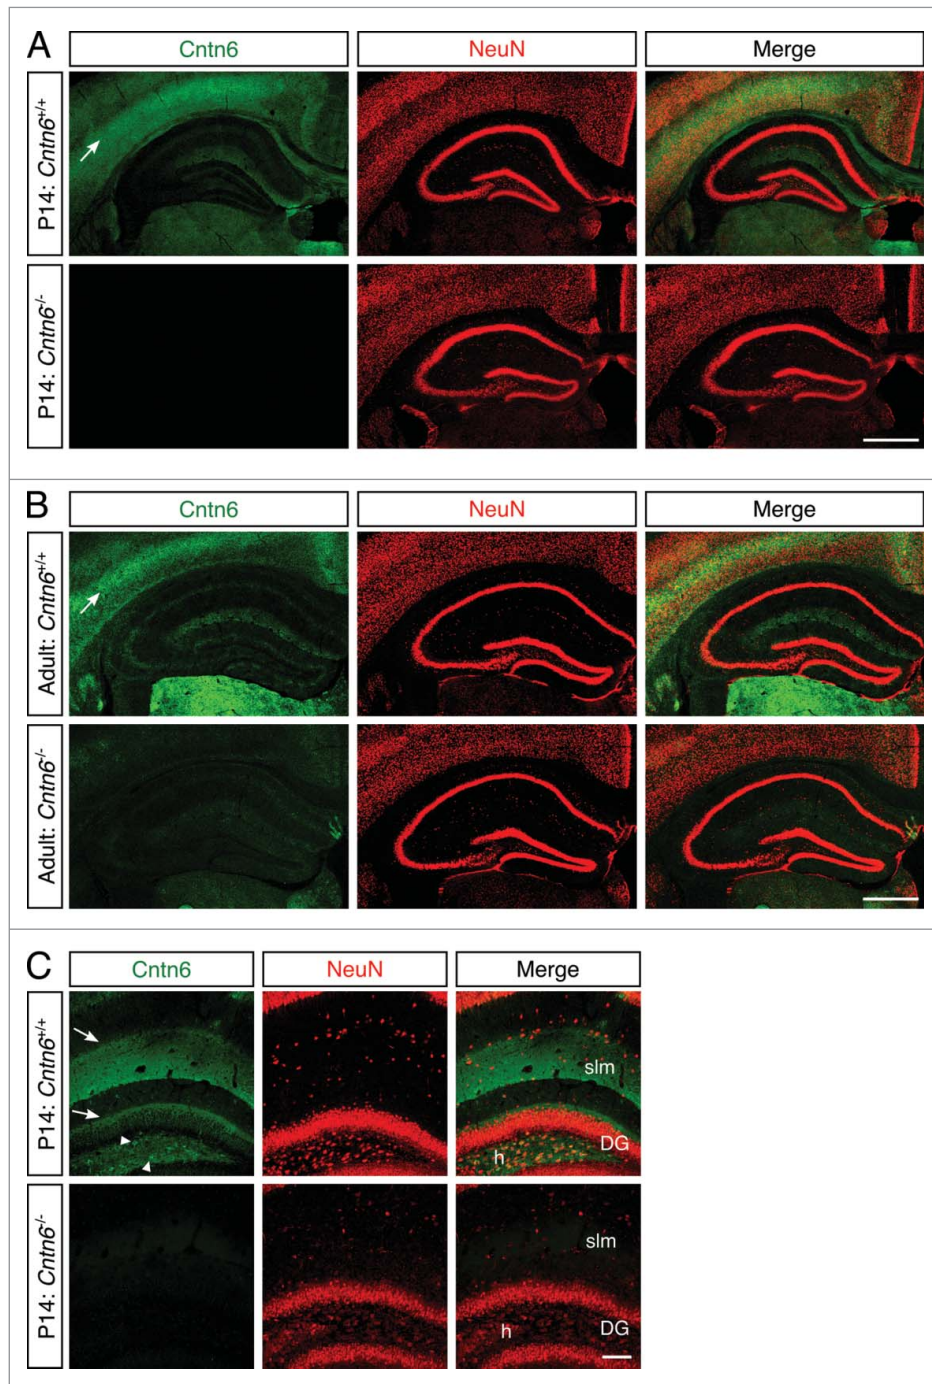 A
Cntn6 NeuN Merge
P14: Cntn6+/+
P14: Cntn6-/-
B
Cntn6 NeuN Merge
Adult: Cntn6+/+
Adult: Cntn6-/-
C
Cntn6 NeuN Merge
P14: Cntn6+/+
slm
DG
h
P14: Cntn6-/-
slm
DG
h